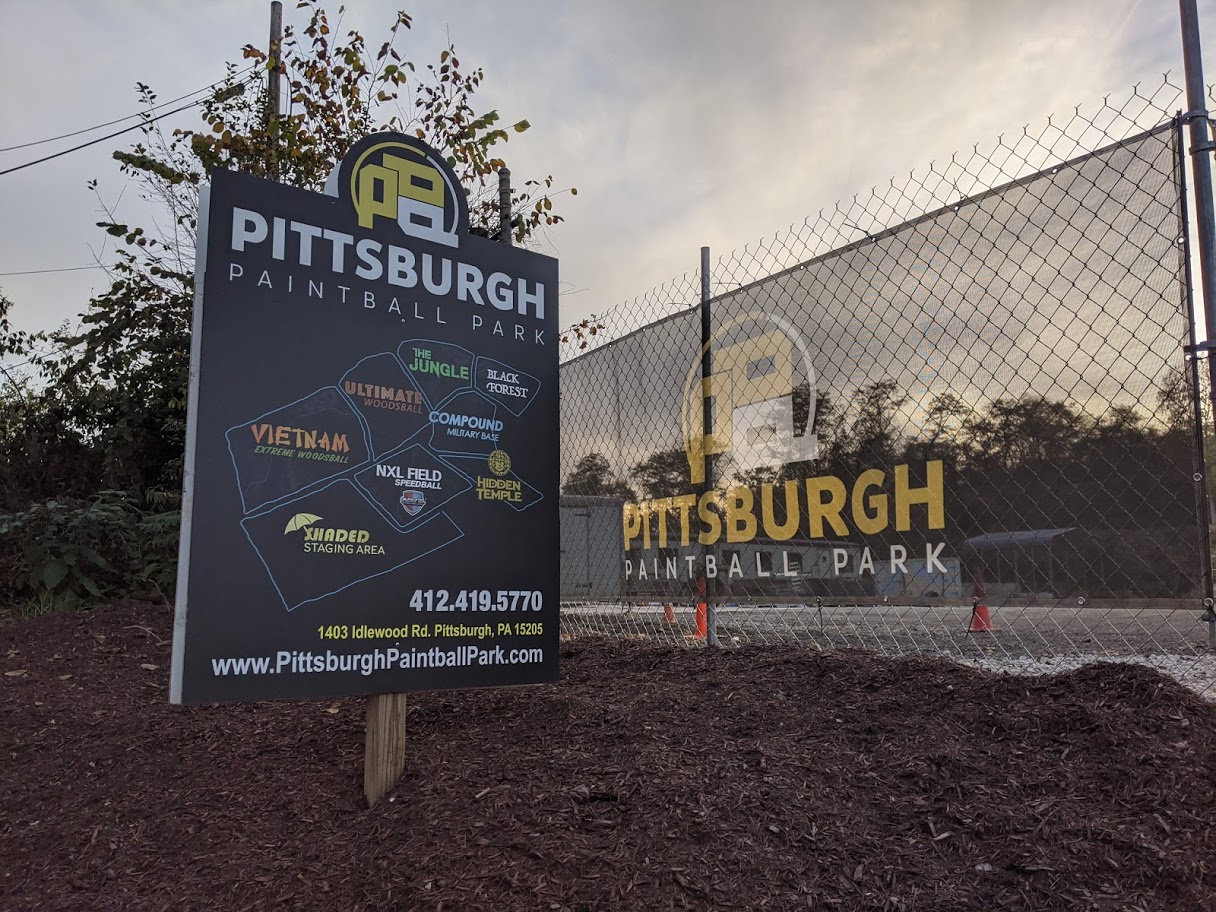 PITTSBURGH
PAINTBALL PARK
THE
JUNGLE
BLACK
FOREST
ULTIMATE
WOODSBALL
COMPOUND
MILITARY BASE
VIETNAM
EXTREME WOODSBALL
NXL FIELD
SPEEDBALL
HIDDEN
TEMPLE
SHADED
STAGING AREA
412.419.5770
1403 Idlewood Rd. Pittsburgh, PA 15205
www.PittsburghPaintballPark.com
PITTSBURGH
PAINTBALL PARK